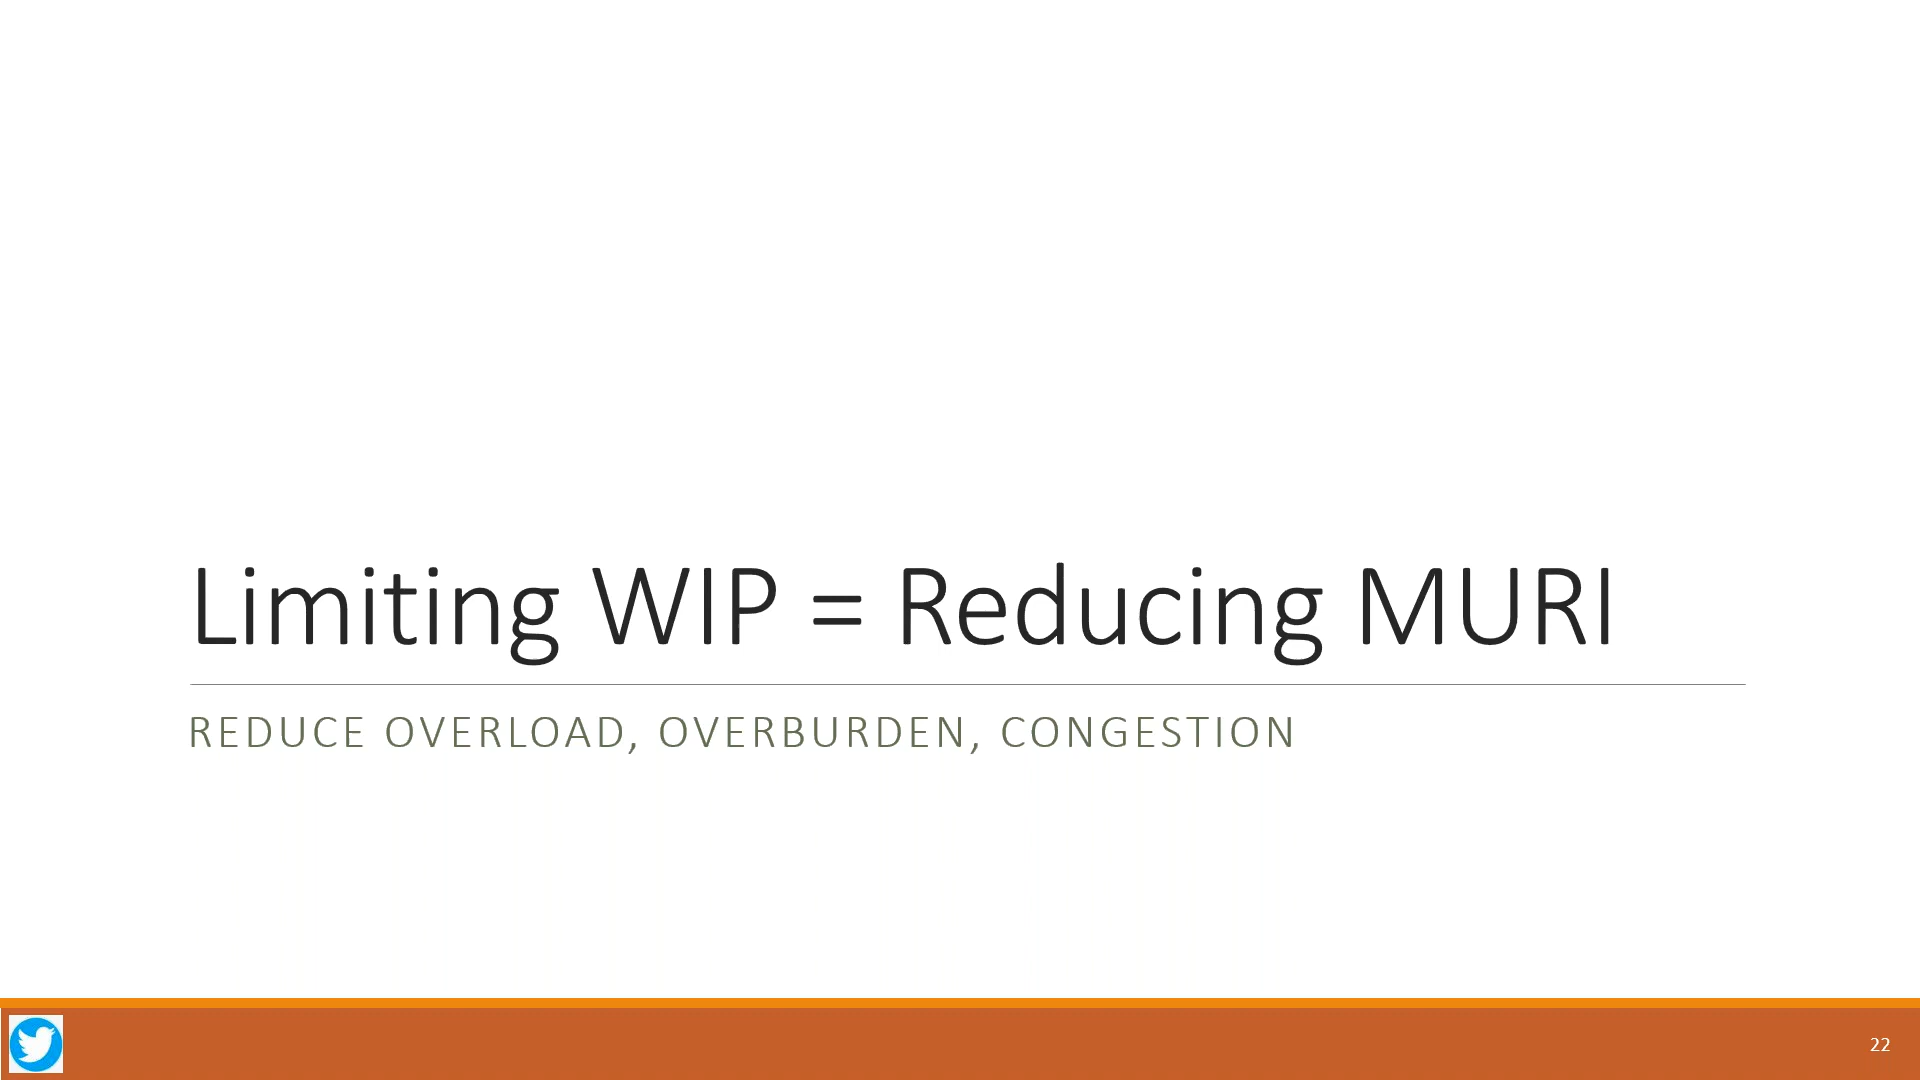 Limiting WIP = Reducing MURI
REDUCE OVERLOAD, OVERBURDEN, CONGESTION
22